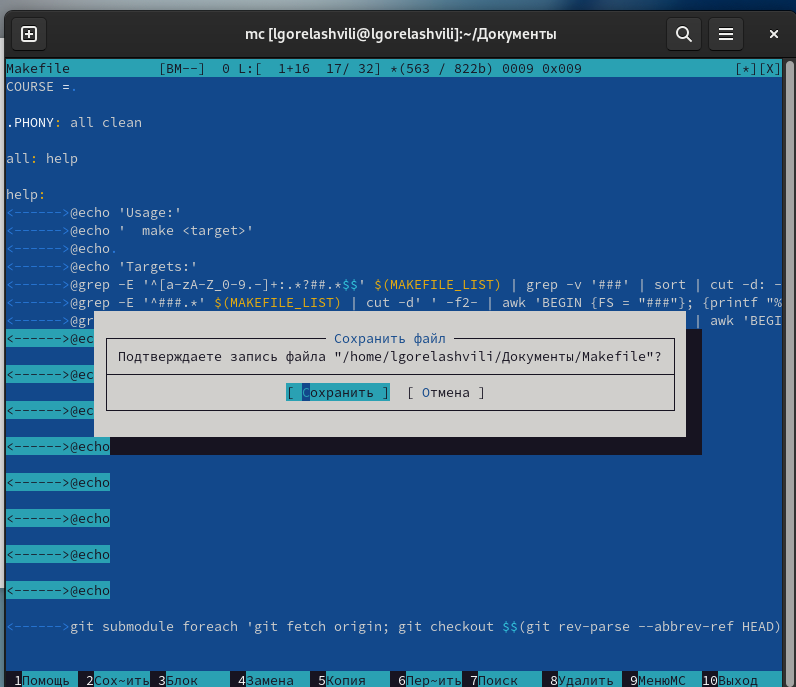 mc [lgorelashvili@lgorelashvili]:~/Документы
Makefile [BM--] 0 L:[ 1+16 17/ 32] *(563 / 822b) 0009 0x009 [*][X]
COURSE =.
.PHONY: all clean
all: help
help:
<------>@echo 'Usage:'
<------>@echo '  make <target>'
<------>@echo.
<------>@echo 'Targets:'
<------>@grep -E '^[a-zA-Z_0-9.-]+:.*?##.*$$' $(MAKEFILE_LIST) | grep -v '###' | sort | cut -d: -
<------>@grep -E '^###.*' $(MAKEFILE_LIST) | cut -d' ' -f2- | awk 'BEGIN {FS = "###"}; {printf "%
<------>@gr | awk 'BEGI
<------>@ec
Сохранить файл
Подтверждаете запись файла "/home/lgorelashvili/Документы/Makefile"?
<------>@ec
[ Сохранить ] [ Отмена ]
<------>@ec
<------>@echo
<------>@echo
<------>@echo
<------>@echo
<------>@echo
<------>git submodule foreach 'git fetch origin; git checkout $$(git rev-parse --abbrev-ref HEAD)
1Помощь 2Сох~ить 3Блок 4Замена 5Копия 6Пер~ить 7Поиск 8Удалить 9МенюMC 10Выход